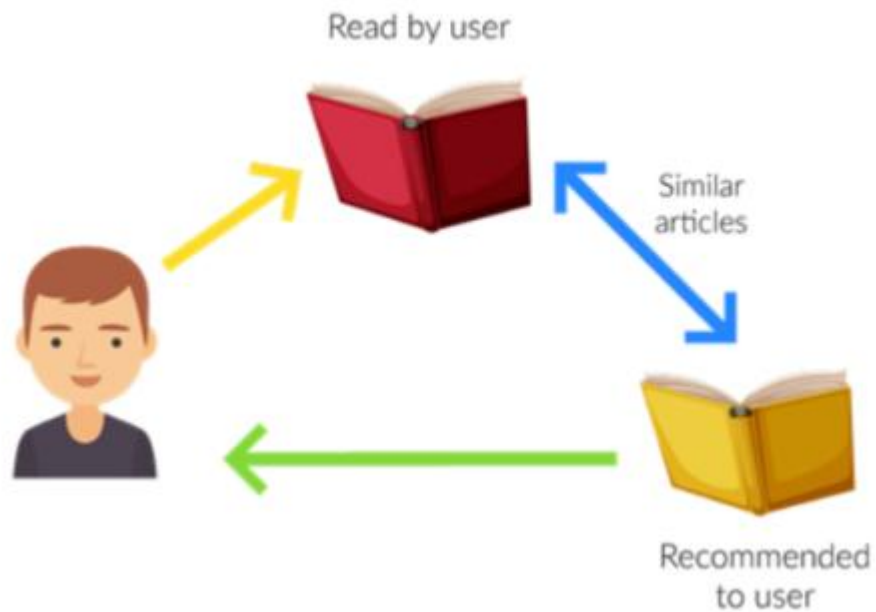 Read by user
Similar
articles
Recommended
to user